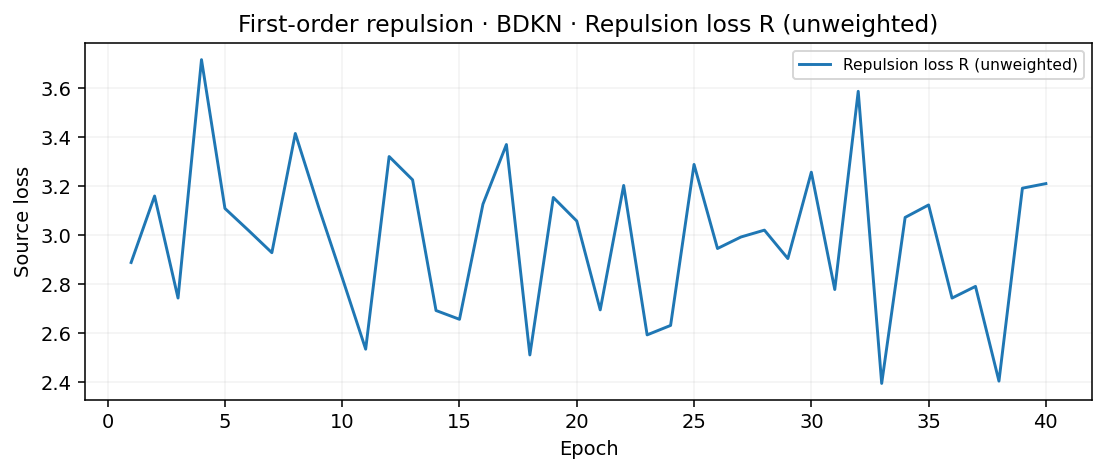 First-order repulsion · BDKN · Repulsion loss R (unweighted)
Repulsion loss R (unweighted)
Source loss
3.6
3.4
3.2
3.0
2.8
2.6
2.4
0 5 10 15 20 25 30 35 40
Epoch